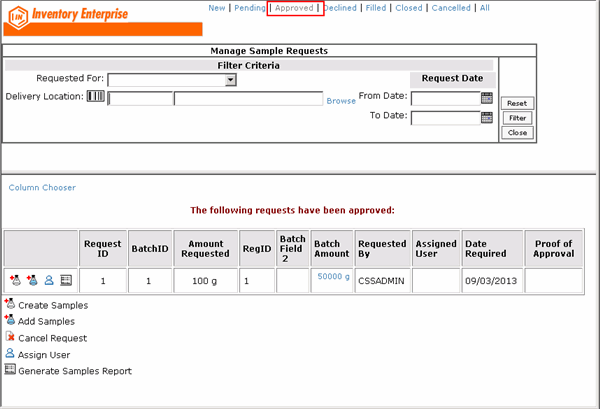 Inventory Enterprise
New | Pending | Approved | Declined | Filled | Closed | Cancelled | All
Manage Sample Requests
Filter Criteria
Requested For:
Request Date
Delivery Location:
Browse
From Date:
To Date:
Reset
Filter
Close
Column Chooser
The following requests have been approved:
Request ID BatchID Amount Requested RegID Batch Field 2 Batch Amount Requested By Assigned User Date Required Proof of Approval
1 1 100 g 1 50000 g CSSADMIN 09/03/2013
Create Samples
Add Samples
Cancel Request
Assign User
Generate Samples Report